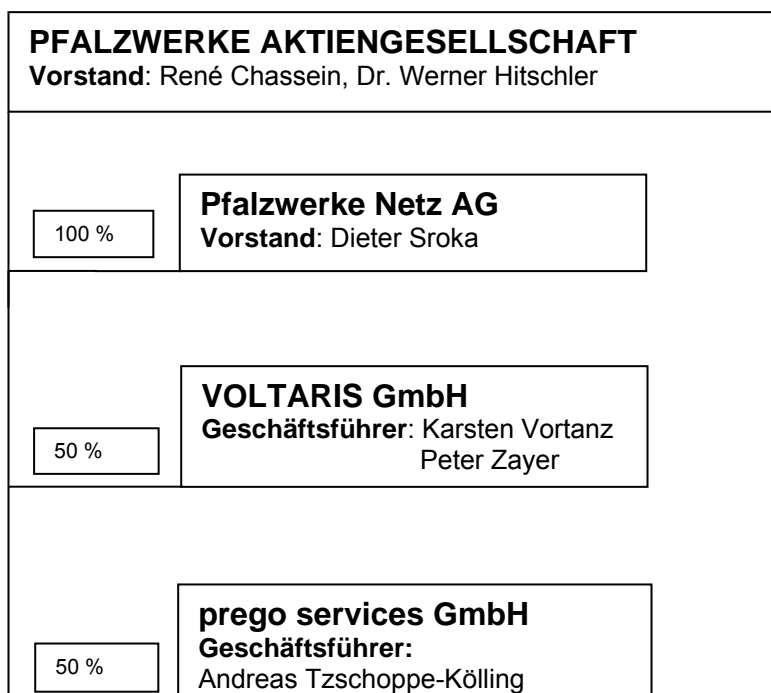 PFALZWERKE AKTIENGESELLSCHAFT
Vorstand: René Chassein, Dr. Werner Hitschler
Pfalzwerke Netz AG
Vorstand: Dieter Sroka
100 %
VOLTARIS GmbH
Geschäftsführer: Karsten Vortanz
Peter Zayer
50 %
prego services GmbH
Geschäftsführer:
Andreas Tzschoppe-Kölling
50 %